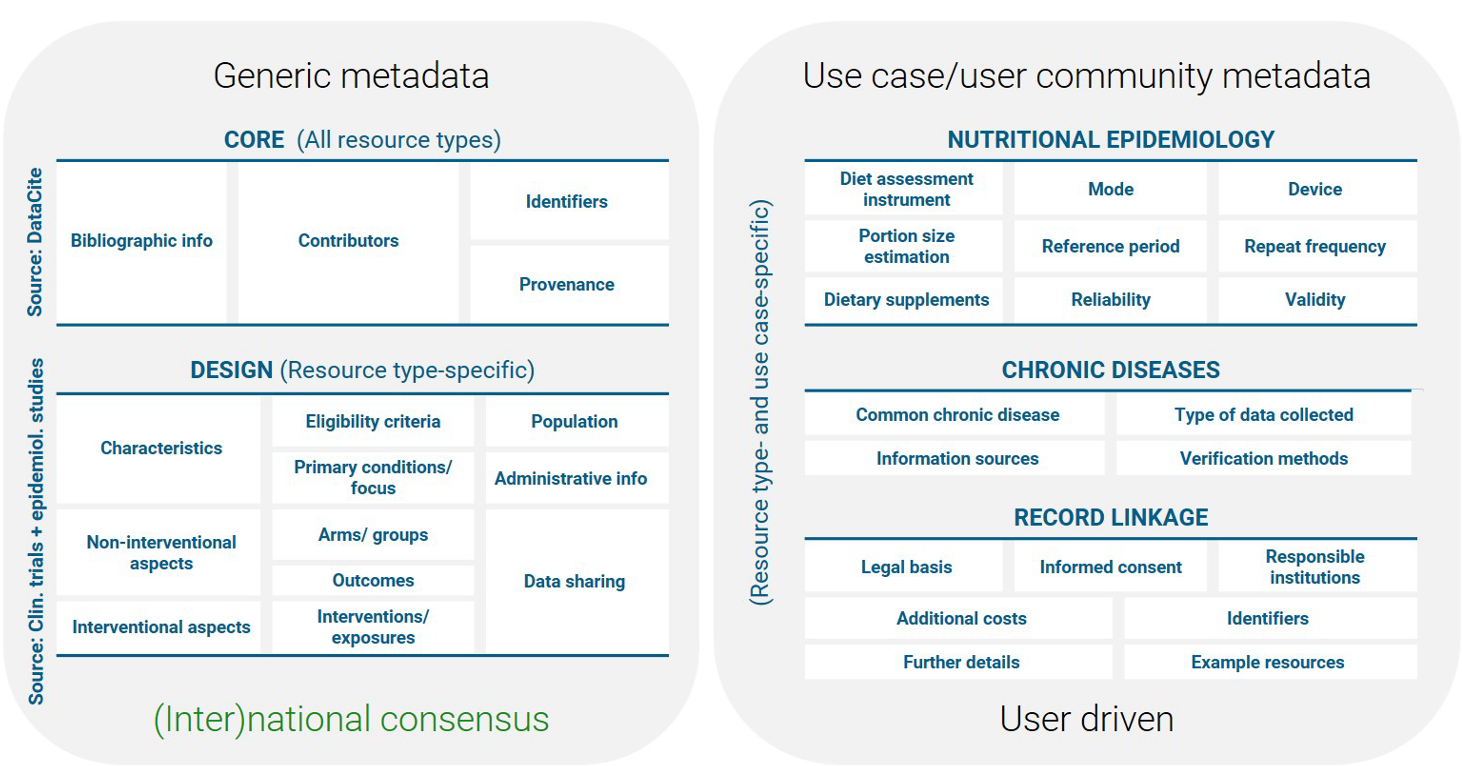 Generic metadata
CORE (All resource types)
Source: DataCite
Bibliographic info
Contributors
Identifiers
Provenance
DESIGN (Resource type-specific)
Source: Clin. trials + epidemiol. studies
Characteristics
Eligibility criteria
Population
Primary conditions/
focus
Administrative info
Non-interventional
aspects
Arms/ groups
Outcomes
Data sharing
Interventional aspects
Interventions/
exposures
(Inter)national consensus
Use case/user community metadata
(Resource type- and use case-specific)
NUTRITIONAL EPIDEMIOLOGY
Diet assessment
instrument
Mode
Device
Portion size
estimation
Reference period
Repeat frequency
Dietary supplements
Reliability
Validity
CHRONIC DISEASES
Common chronic disease
Type of data collected
Information sources
Verification methods
RECORD LINKAGE
Legal basis
Informed consent
Responsible
institutions
Additional costs
Identifiers
Further details
Example resources
User driven